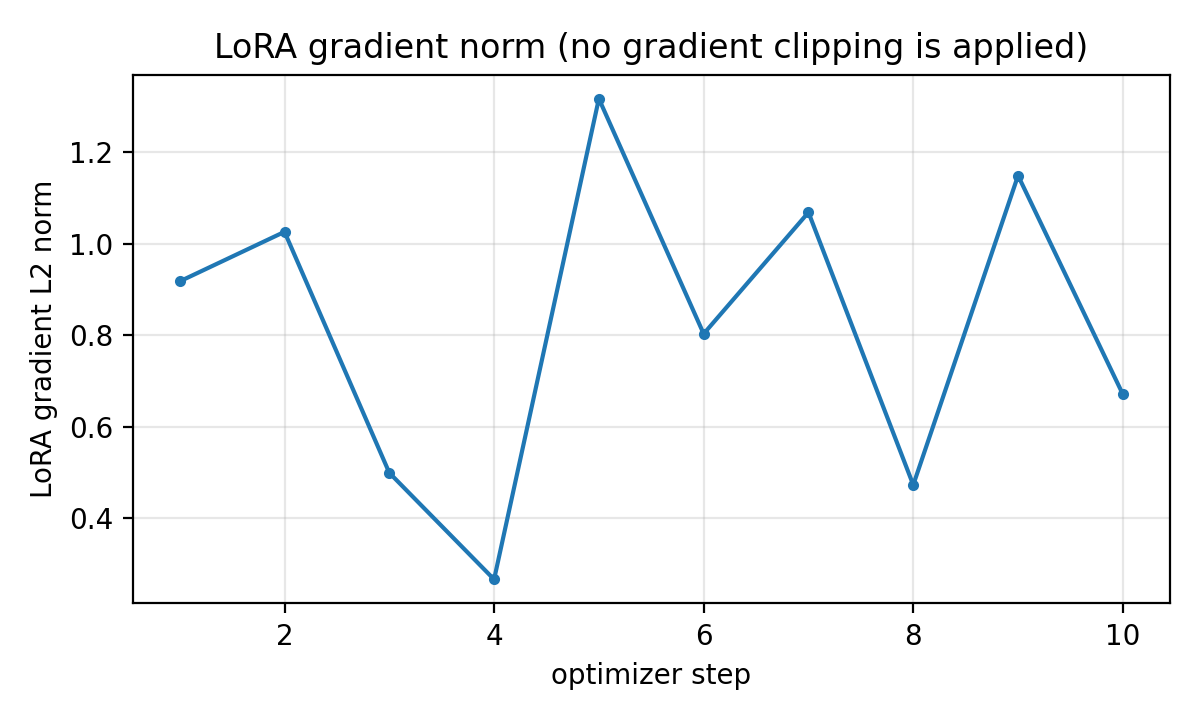 LoRA gradient norm (no gradient clipping is applied)
LoRA gradient L2 norm
1.2
1.0
0.8
0.6
0.4
2 4 6 8 10
optimizer step